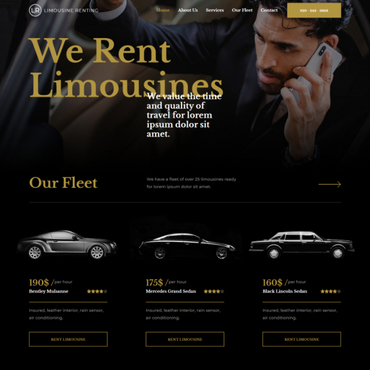 LR LIMOUSINE RENTING
Home About Us Services Our Fleet Contact
We Rent
Limousines
We value the time
and quality of
travel for lorem
ipsum dolor sit
amet.
Our Fleet
We have a fleet of over 25 limousines ready
for lorem ipsum dolor sit amet.
190$ /per hour
Bentley Mulsanne
Insured, leather interior, rain sensor,
air conditioning.
RENT LIMOUSINE
175$ /per hour
Mercedes Grand Sedan
Insured, leather interior, rain sensor,
air conditioning.
RENT LIMOUSINE
160$ /per hour
Black Lincoln Sedan
Insured, leather interior, rain sensor,
air conditioning.
RENT LIMOUSINE